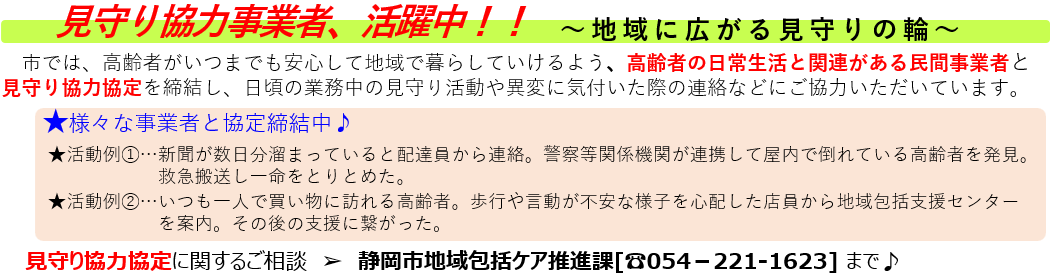 見守り協力事業者、活躍中！！ ～地域に広がる見守りの輪～
市では、高齢者がいつまでも安心して地域で暮らしていけるよう、高齢者の日常生活と関連がある民間事業者と
見守り協力協定を締結し、日頃の業務中の見守り活動や異変に気付いた際の連絡などにご協力いただいています。
★様々な事業者と協定締結中♪
★活動例①…新聞が数日分溜まっていると配達員から連絡。警察等関係機関が連携して屋内で倒れている高齢者を発見。
救急搬送し一命をとりとめた。
★活動例②…いつも一人で買い物に訪れる高齢者。歩行や言動が不安な様子を心配した店員から地域包括支援センター
を案内。その後の支援に繋がった。
見守り協力協定に関するご相談 ➢ 静岡市地域包括ケア推進課[☎054－221-1623] まで♪